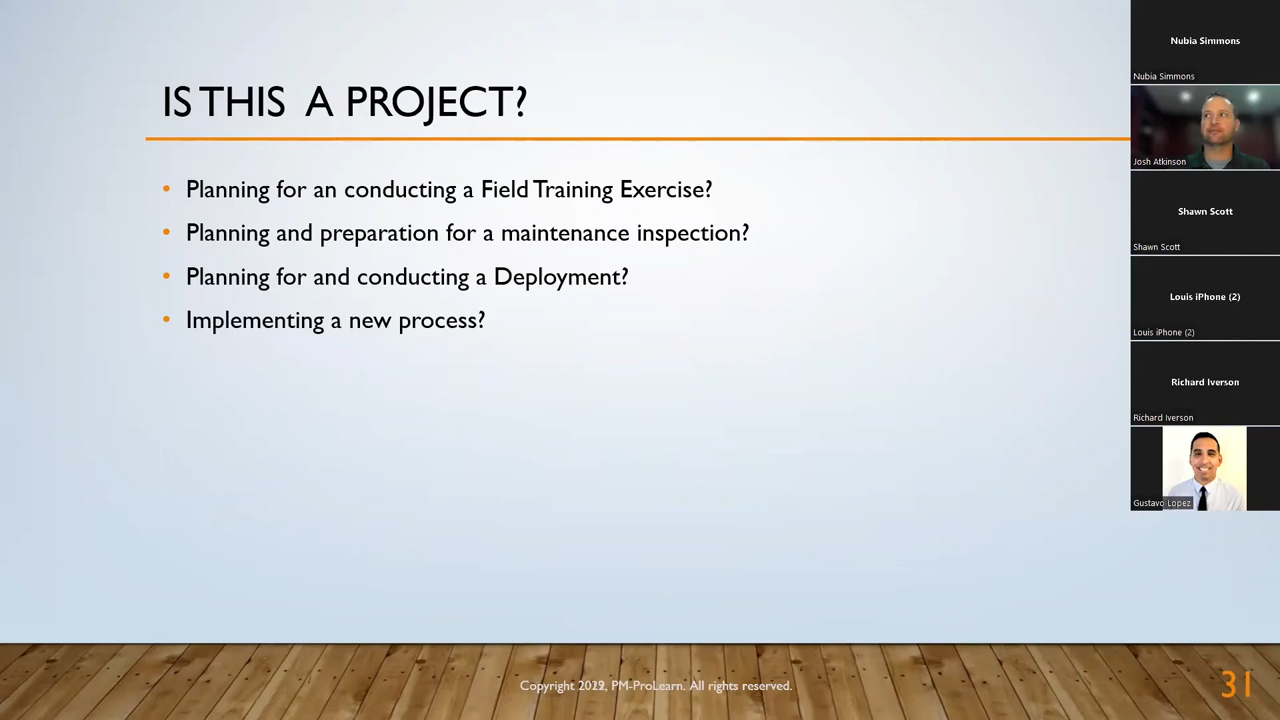 IS THIS A PROJECT?
• Planning for an conducting a Field Training Exercise?
• Planning and preparation for a maintenance inspection?
• Planning for and conducting a Deployment?
• Implementing a new process?
Nubia Simmons
Nubia Simmons
Josh Atkinson
Shawn Scott
Shawn Scott
Louis iPhone (2)
Louis iPhone (2)
Richard Iverson
Richard Iverson
Gustavo Lopez
Copyright PM-ProLearn. All rights reserved.
31